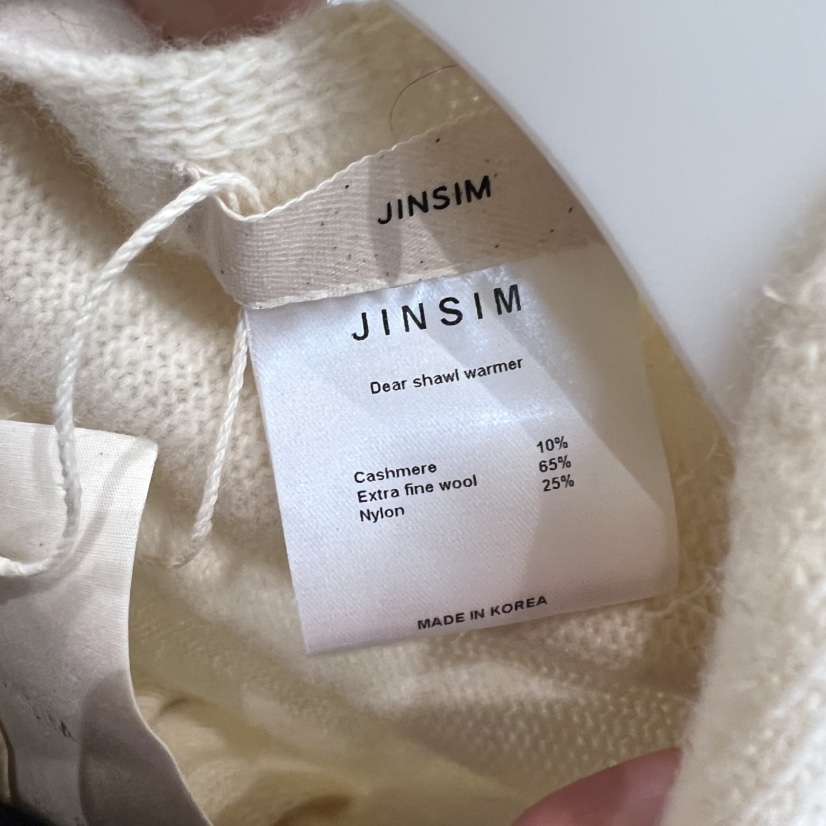 JINSIM
JINSIM
Dear shawl warmer
Cashmere 10%
Extra fine wool 65%
Nylon 25%
MADE IN KOREA